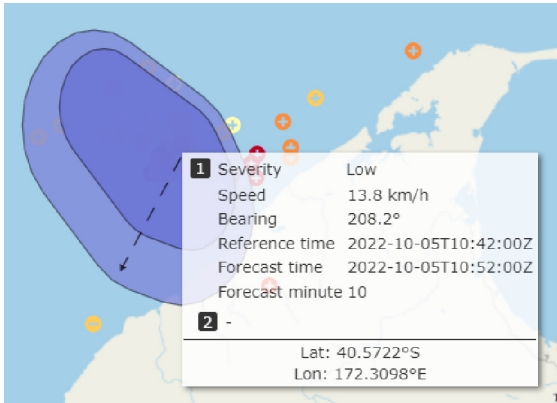 1 Severity Low
Speed 13.8 km/h
Bearing 208.2°
Reference time 2022-10-05T10:42:00Z
Forecast time 2022-10-05T10:52:00Z
Forecast minute 10
2 -
Lat: 40.5722°S
Lon: 172.3098°E